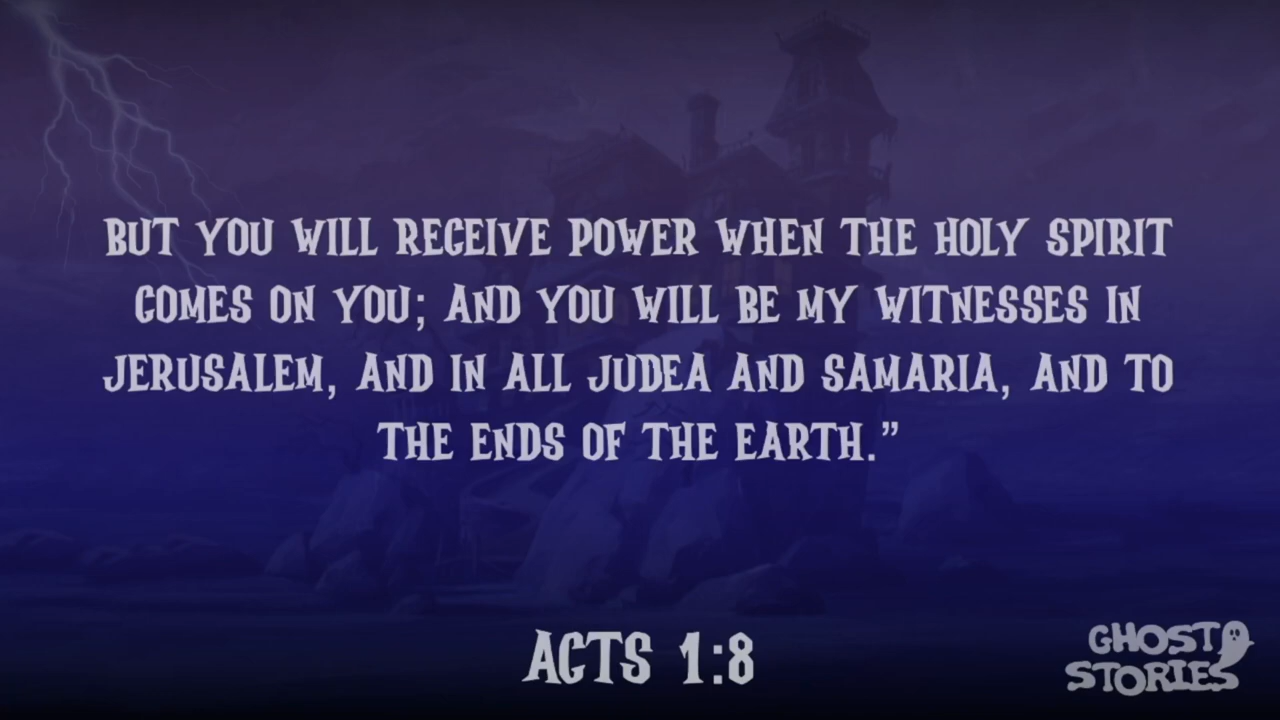 BUT YOU WILL RECEIVE POWER WHEN THE HOLY SPIRIT
COMES ON YOU; AND YOU WILL BE MY WITNESSES IN
JERUSALEM, AND IN ALL JUDEA AND SAMARIA, AND TO
THE ENDS OF THE EARTH.”
ACTS 1:8
GHOST
STORIES